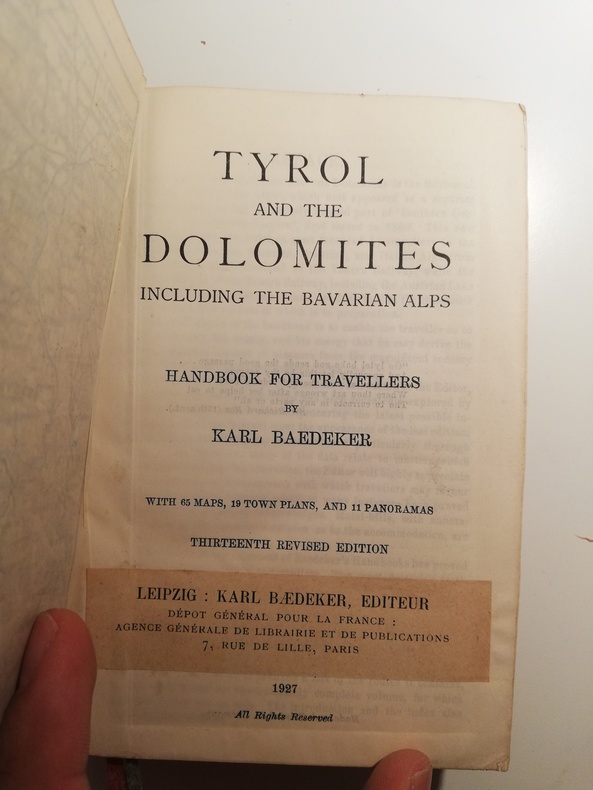 TYROL
AND THE
DOLOMITES
INCLUDING THE BAVARIAN ALPS
HANDBOOK FOR TRAVELLERS
BY
KARL BAEDEKER
WITH 65 MAPS, 19 TOWN PLANS, AND 11 PANORAMAS
THIRTEENTH REVISED EDITION
LEIPZIG : KARL BÆDEKER, EDITEUR
DÉPOT GÉNÉRAL POUR LA FRANCE :
AGENCE GÉNÉRALE DE LIBRAIRIE ET DE PUBLICATIONS
7, RUE DE LILLE, PARIS
1927
All Rights Reserved